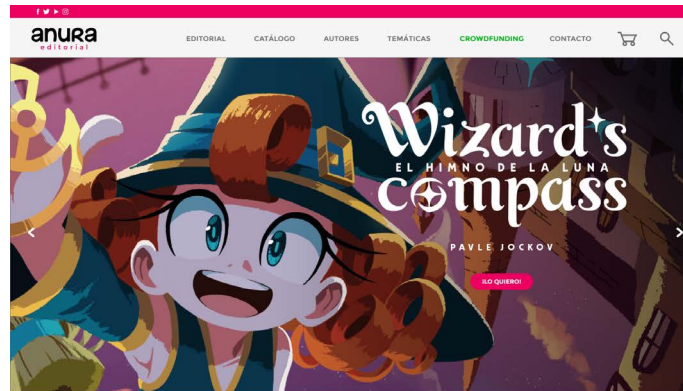 anura
editorial
EDITORIAL CATÁLOGO AUTORES TEMÁTICAS CROWDFUNDING CONTACTO
Wizard's
EL HIMNO DE LA LUNA
compass
PAVLE JOCKOV
¡LO QUIERO!